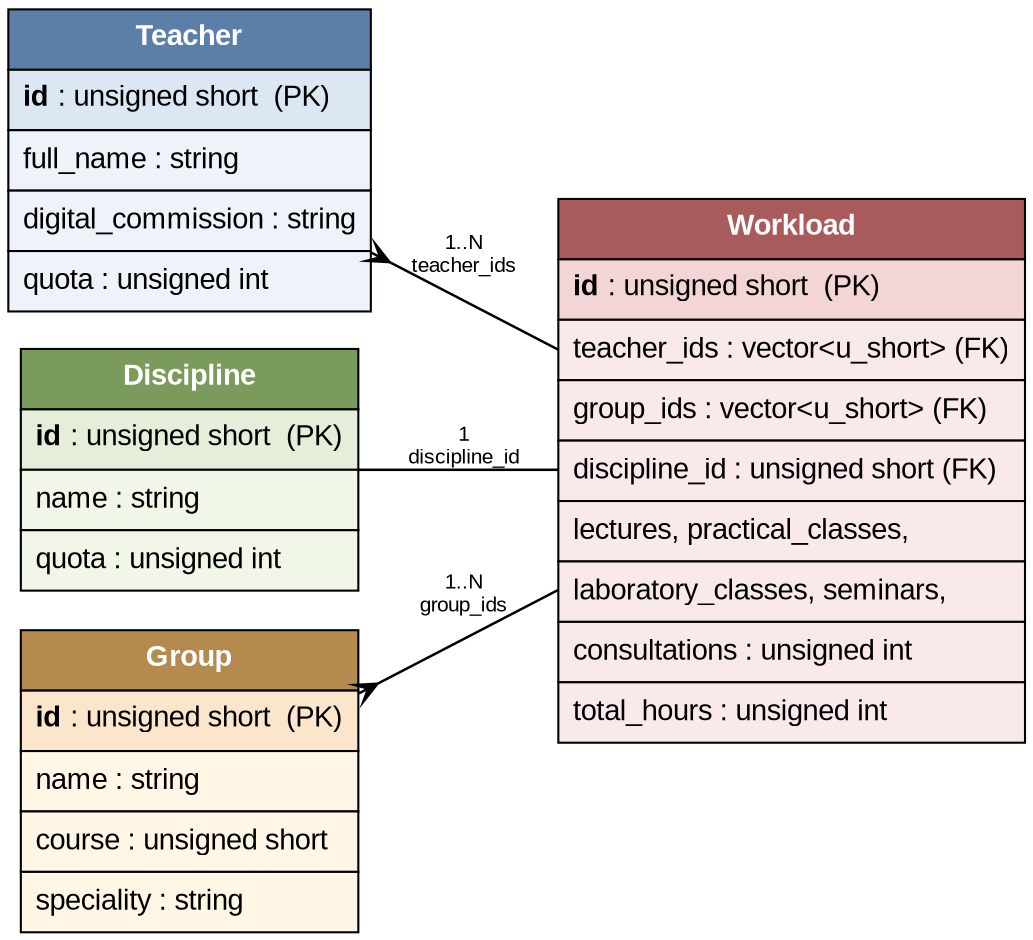 Teacher
id : unsigned short  (PK)
full_name : string
digital_commission : string
quota : unsigned int
1..N
teacher_ids
Discipline
id : unsigned short  (PK)
name : string
quota : unsigned int
1
discipline_id
Group
id : unsigned short  (PK)
name : string
course : unsigned short
speciality : string
1..N
group_ids
Workload
id : unsigned short  (PK)
teacher_ids : vector<u_short> (FK)
group_ids : vector<u_short> (FK)
discipline_id : unsigned short (FK)
lectures, practical_classes,
laboratory_classes, seminars,
consultations : unsigned int
total_hours : unsigned int